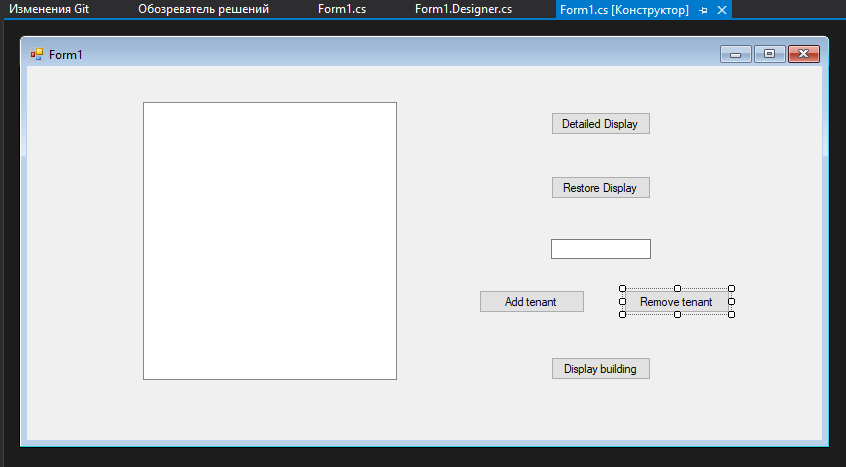 Изменения Git Обозреватель решений Form1.cs Form1.Designer.cs Form1.cs [Конструктор]
Form1
Detailed Display
Restore Display
Add tenant Remove tenant
Display building